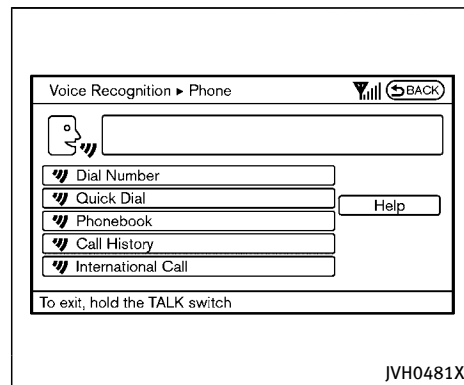 Voice Recognition ▸ Phone BACK
Dial Number
Quick Dial
Help
Phonebook
Call History
International Call
To exit, hold the TALK switch
JVH0481X